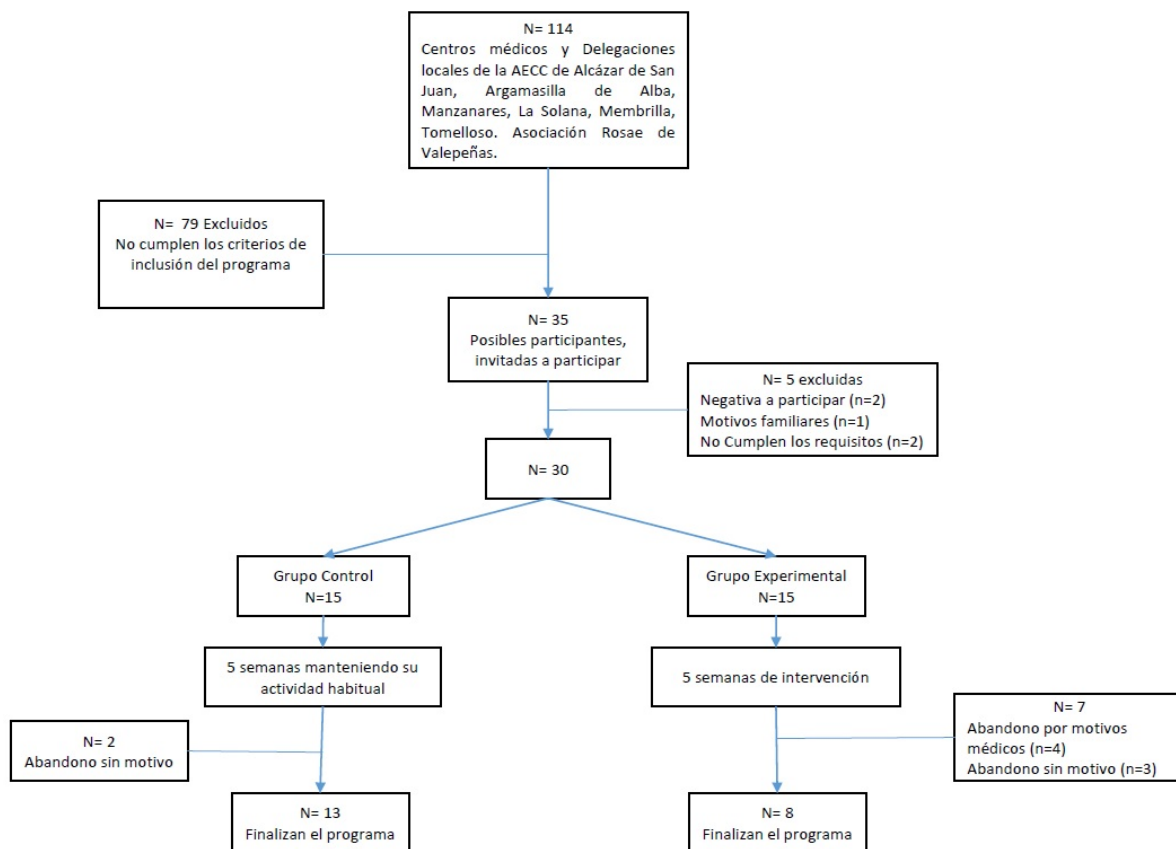 N= 114
Centros médicos y Delegaciones
locales de la AECC de Alcázar de San
Juan, Argamasilla de Alba,
Manzanares, La Solana, Membrilla,
Tomelloso. Asociación Rosae de
Valepeñas.
N= 79 Excluidos
No cumplen los criterios de
inclusión del programa
N= 35
Posibles participantes,
invitadas a participar
N= 5 excluidas
Negativa a participar (n=2)
Motivos familiares (n=1)
No Cumplen los requisitos (n=2)
N= 30
Grupo Control
N=15
Grupo Experimental
N=15
5 semanas manteniendo su
actividad habitual
5 semanas de intervención
N= 2
Abandono sin motivo
N= 7
Abandono por motivos
médicos (n=4)
Abandono sin motivo (n=3)
N= 13
Finalizan el programa
N= 8
Finalizan el programa